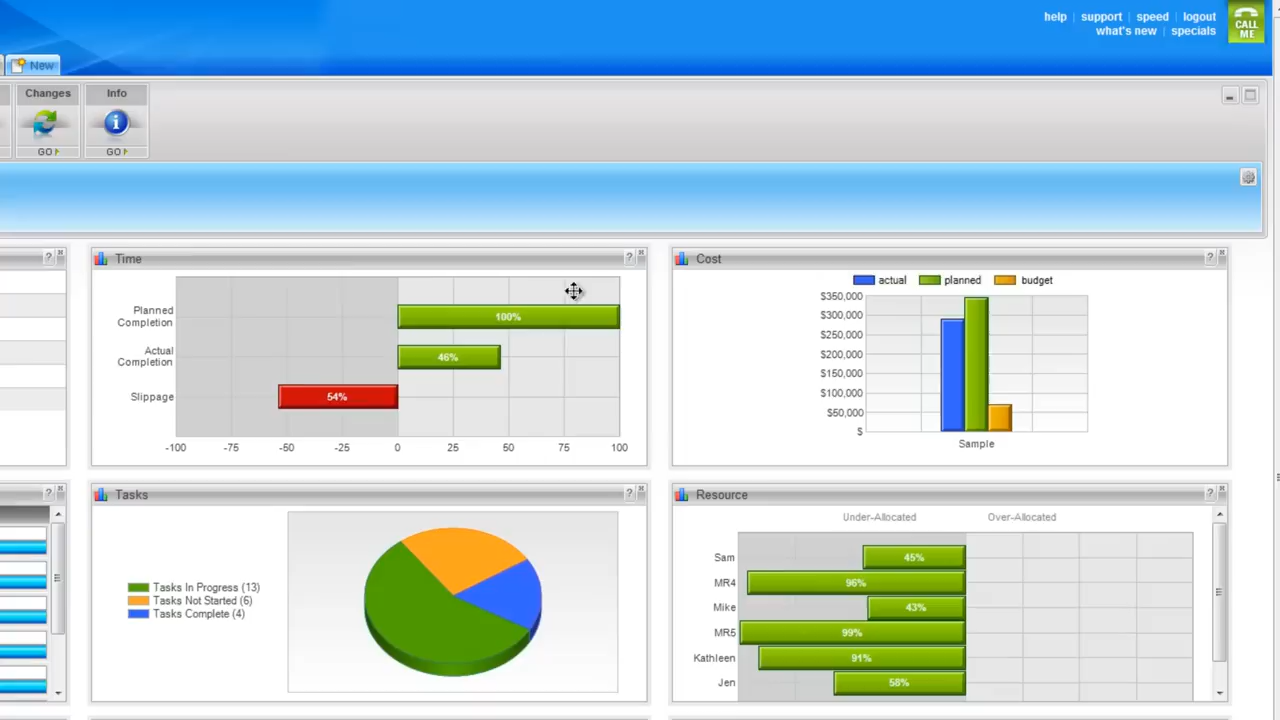 help | support | speed | logout
what's new | specials
CALL
ME
New
Changes
Info
GO
GO
Time
Planned
Completion
100%
Actual
Completion
46%
Slippage
54%
-100 -75 -50 -25 0 25 50 75 100
Cost
actual planned budget
$350,000
$300,000
$250,000
$200,000
$150,000
$100,000
$50,000
$
Sample
Tasks
Tasks In Progress (13)
Tasks Not Started (6)
Tasks Complete (4)
Resource
Under-Allocated Over-Allocated
Sam 45%
MR4 96%
Mike 43%
MR5 99%
Kathleen 91%
Jen 58%